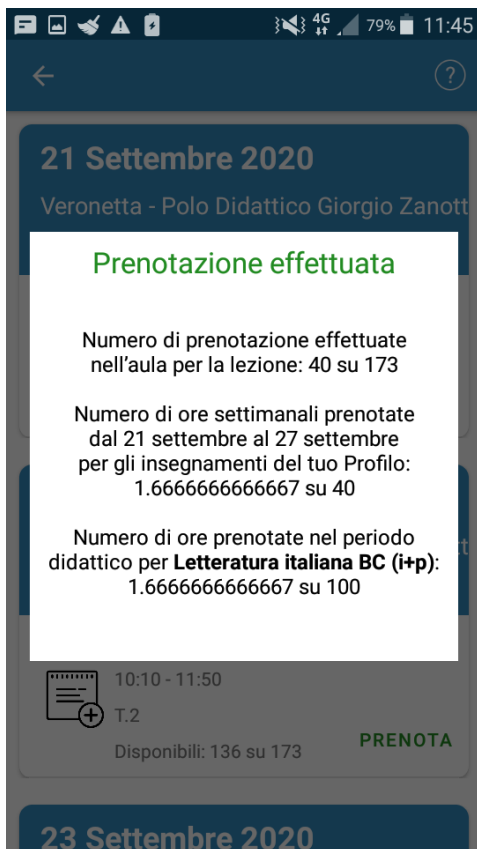 4G 79% 11:45
?
21 Settembre 2020
Veronetta - Polo Didattico Giorgio Zanott
Prenotazione effettuata
Numero di prenotazione effettuate
nell'aula per la lezione: 40 su 173
Numero di ore settimanali prenotate
dal 21 settembre al 27 settembre
per gli insegnamenti del tuo Profilo:
1.6666666666667 su 40
Numero di ore prenotate nel periodo
didattico per Letteratura italiana BC (i+p):
1.6666666666667 su 100
10:10 - 11:50
T.2
Disponibili: 136 su 173
PRENOTA
23 Settembre 2020